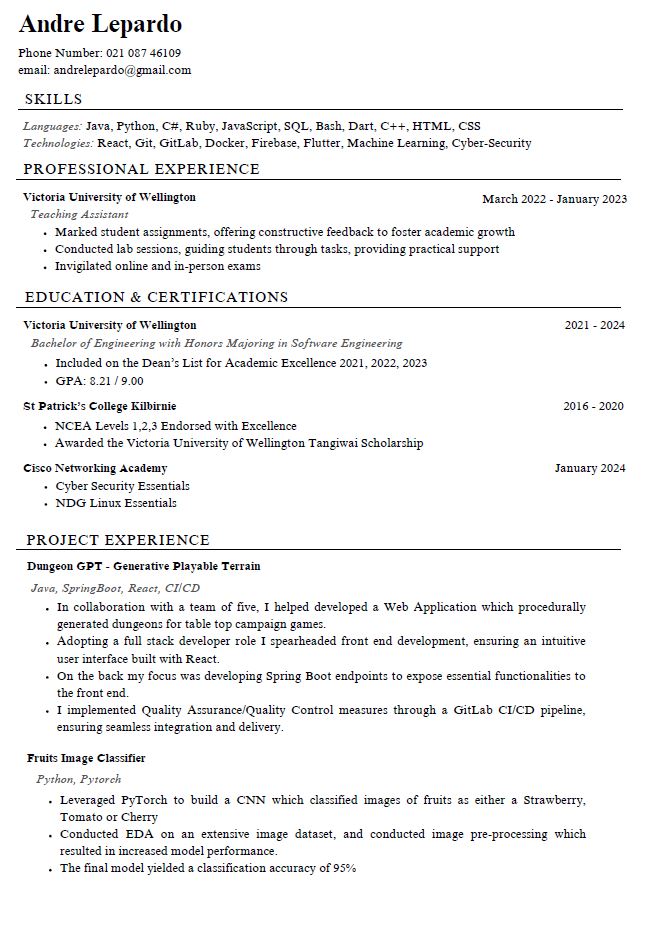 Andre Lepardo
Phone Number: 021 087 46109
email: andrelepardo@gmail.com
SKILLS
Languages: Java, Python, C#, Ruby, JavaScript, SQL, Bash, Dart, C++, HTML, CSS
Technologies: React, Git, GitLab, Docker, Firebase, Flutter, Machine Learning, Cyber-Security
PROFESSIONAL EXPERIENCE
Victoria University of Wellington March 2022 - January 2023
Teaching Assistant
• Marked student assignments, offering constructive feedback to foster academic growth
• Conducted lab sessions, guiding students through tasks, providing practical support
• Invigilated online and in-person exams
EDUCATION & CERTIFICATIONS
Victoria University of Wellington 2021 - 2024
Bachelor of Engineering with Honors Majoring in Software Engineering
• Included on the Dean's List for Academic Excellence 2021, 2022, 2023
• GPA: 8.21 / 9.00
St Patrick's College Kilbirnie 2016 - 2020
• NCEA Levels 1,2,3 Endorsed with Excellence
• Awarded the Victoria University of Wellington Tangiwai Scholarship
Cisco Networking Academy January 2024
• Cyber Security Essentials
• NDG Linux Essentials
PROJECT EXPERIENCE
Dungeon GPT - Generative Playable Terrain
Java, SpringBoot, React, CI/CD
• In collaboration with a team of five, I helped developed a Web Application which procedurally
generated dungeons for table top campaign games.
• Adopting a full stack developer role I spearheaded front end development, ensuring an intuitive
user interface built with React.
• On the back my focus was developing Spring Boot endpoints to expose essential functionalities to
the front end.
• I implemented Quality Assurance/Quality Control measures through a GitLab CI/CD pipeline,
ensuring seamless integration and delivery.
Fruits Image Classifier
Python, Pytorch
• Leveraged PyTorch to build a CNN which classified images of fruits as either a Strawberry,
Tomato or Cherry
• Conducted EDA on an extensive image dataset, and conducted image pre-processing which
resulted in increased model performance.
• The final model yielded a classification accuracy of 95%